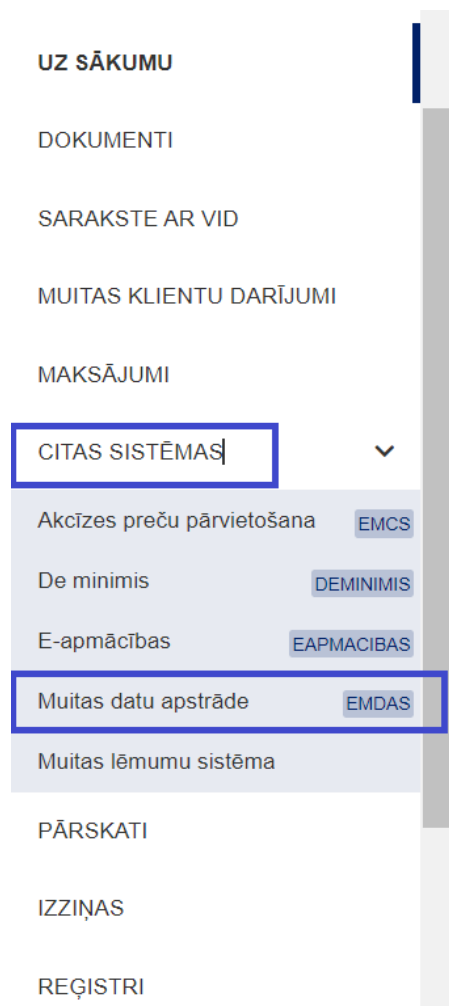 UZ SĀKUMU
DOKUMENTI
SARAKSTE AR VID
MUITAS KLIENTU DARĪJUMI
MAKSĀJUMI
CITAS SISTĒMAS
Akcīzes preču pārvietošana EMCS
De minimis DEMINIMIS
E-apmācības EAPMACIBAS
Muitas datu apstrāde EMDAS
Muitas lēmumu sistēma
PĀRSKATI
IZZIŅAS
REĢISTRI